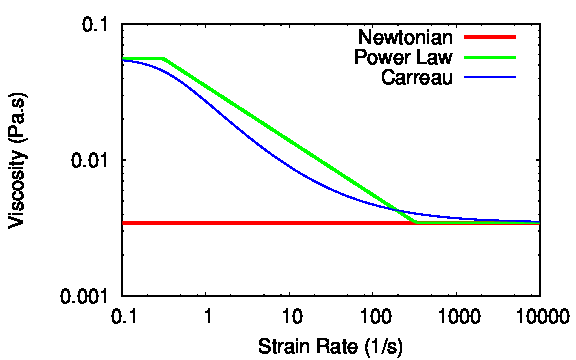 0.1
Newtonian
Power Law
Carreau
Viscosity (Pa.s)
0.01
0.001
0.1 1 10 100 1000 10000
Strain Rate (1/s)